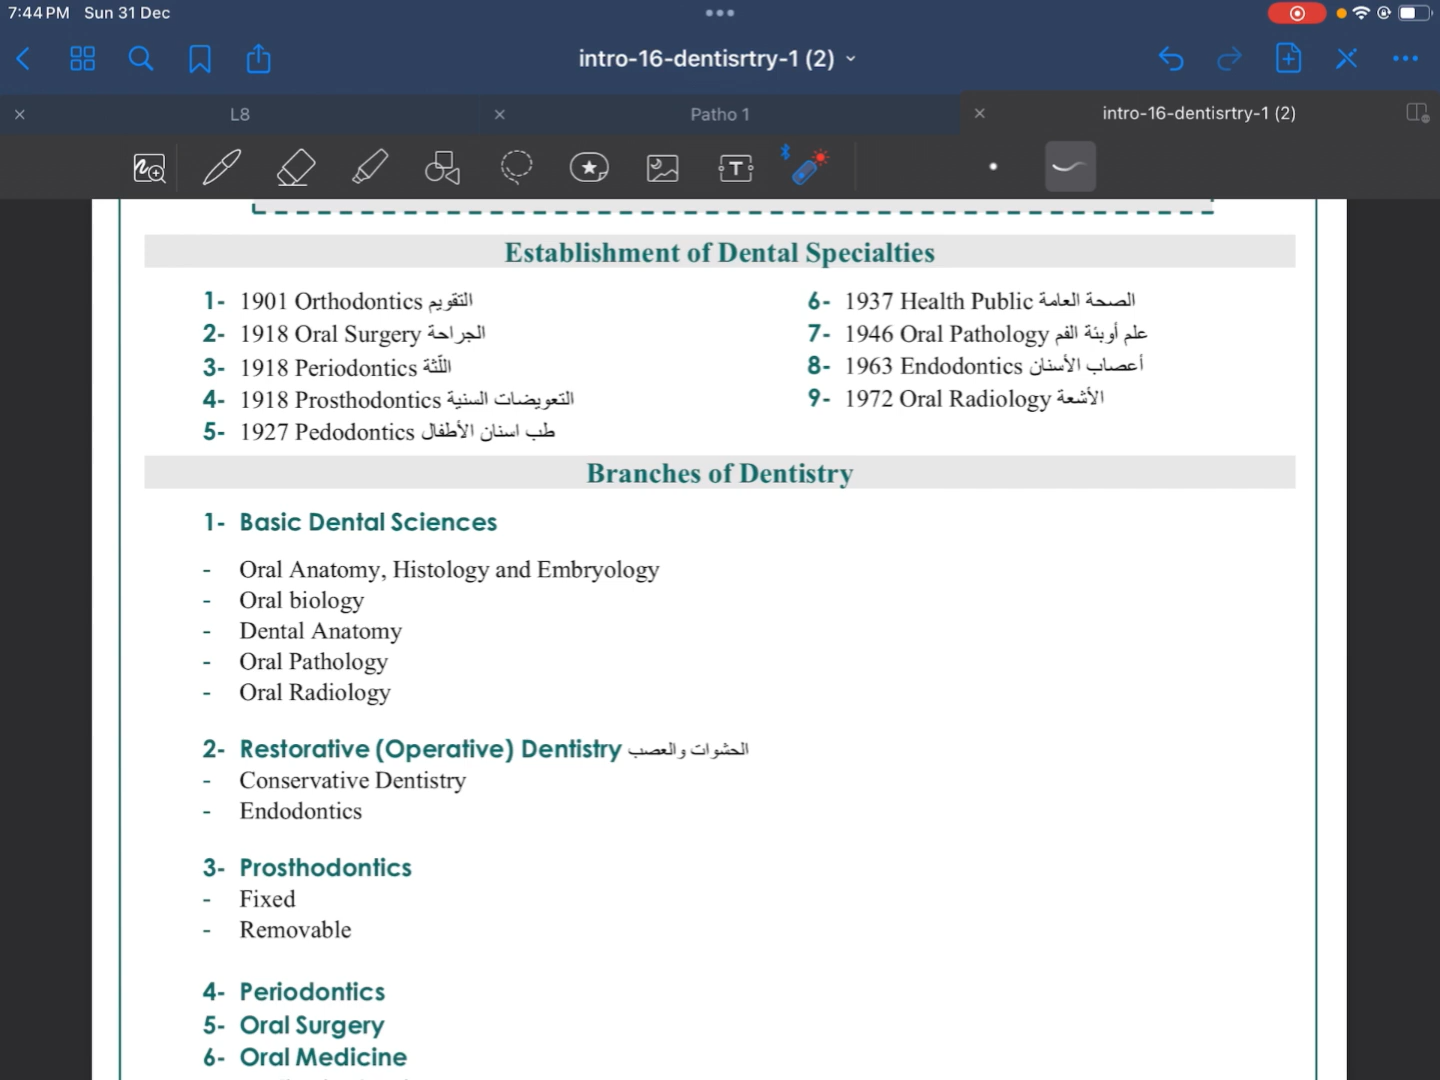 7:44 PM Sun 31 Dec
intro-16-dentisrtry-1 (2)
L8
Patho 1
intro-16-dentisrtry-1 (2)
T
Establishment of Dental Specialties
1- 1901 Orthodontics التقويم
2- 1918 Oral Surgery الجراحة
3- 1918 Periodontics اللّثة
4- 1918 Prosthodontics التعويضات السنية
5- 1927 Pedodontics طب اسنان الأطفال
6- 1937 Health Public الصحة العامة
7- 1946 Oral Pathology علم أوبئة الفم
8- 1963 Endodontics أعصاب الأسنان
9- 1972 Oral Radiology الأشعة
Branches of Dentistry
1- Basic Dental Sciences
- Oral Anatomy, Histology and Embryology
- Oral biology
- Dental Anatomy
- Oral Pathology
- Oral Radiology
2- Restorative (Operative) Dentistry الحشوات والعصب
- Conservative Dentistry
- Endodontics
3- Prosthodontics
- Fixed
- Removable
4- Periodontics
5- Oral Surgery
6- Oral Medicine